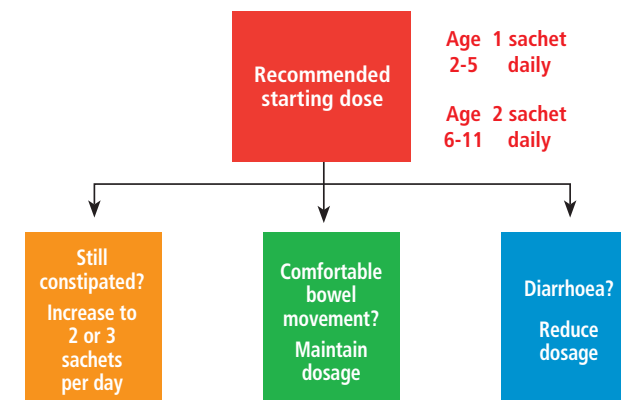 Recommended
starting dose
Age 1 sachet
2-5 daily
Age 2 sachet
6-11 daily
Still
constipated?
Increase to
2 or 3
sachets
per day
Comfortable
bowel
movement?
Maintain
dosage
Diarrhoea?
Reduce
dosage